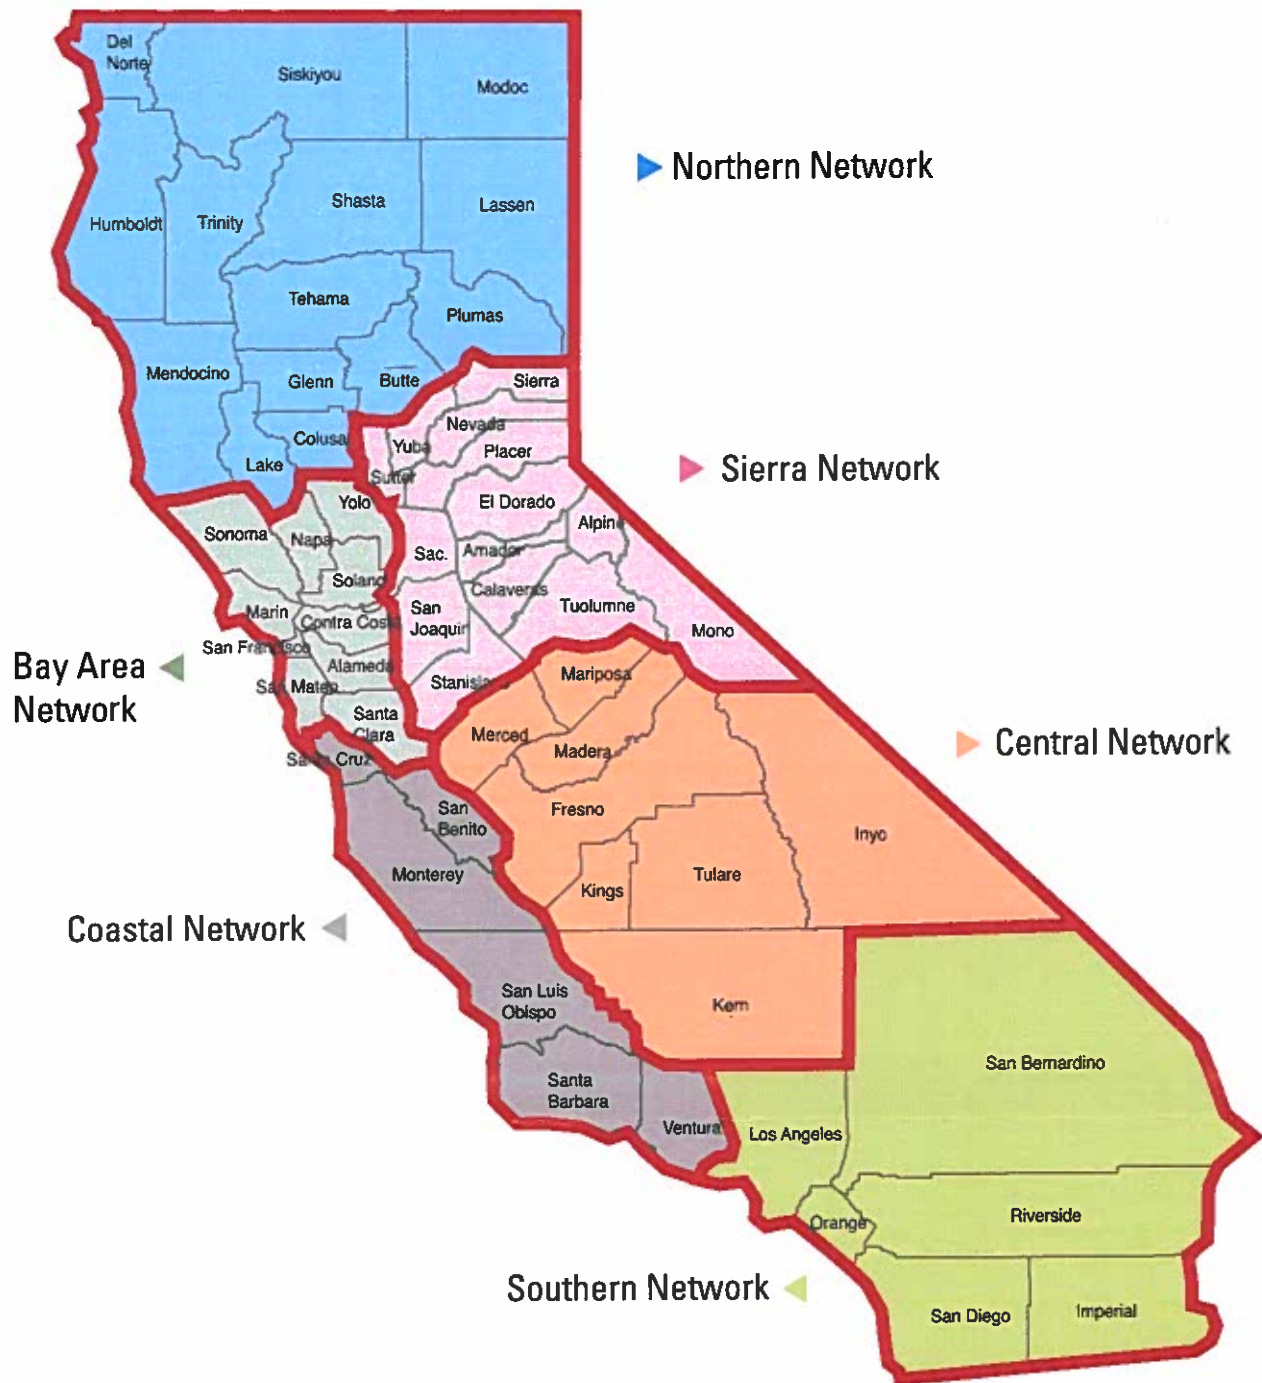 Del
Norte
Siskiyou
Modoc
Northern Network
Humboldt
Trinity
Shasta
Lassen
Tehama
Plumas
Mendocino
Glenn
Butte
Sierra
Nevada
Yuba
Colusa
Placer
Lake
Sutter
Sierra Network
Yolo
El Dorado
Alpine
Sonoma
Napa
Sac.
Amador
Solano
Calaveras
Marin
Contra Costa
San
Joaquin
Tuolumne
Mono
San Francisco
Bay Area
Network
Alameda
San Mateo
Stanislaus
Mariposa
Santa
Clara
Merced
Madera
Central Network
Santa Cruz
San
Benito
Fresno
Inyo
Monterey
Kings
Tulare
Coastal Network
San Luis
Obispo
Kern
San Bernardino
Santa
Barbara
Ventura
Los Angeles
Orange
Riverside
Southern Network
San Diego
Imperial